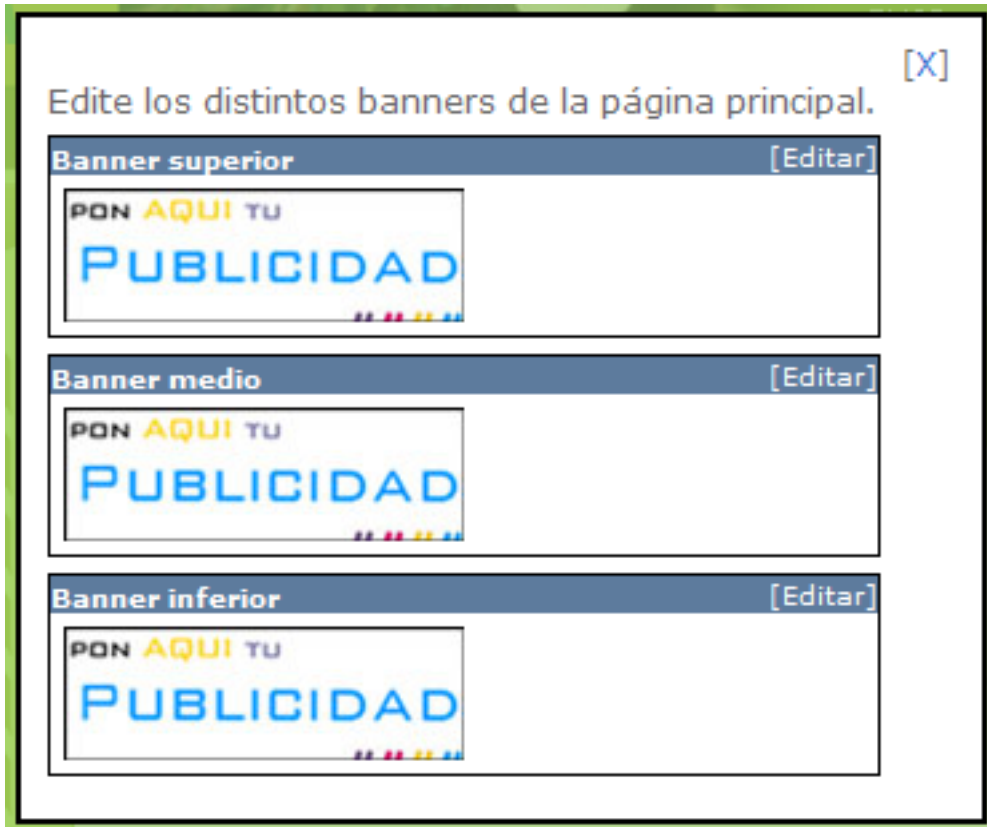 [X]
Edite los distintos banners de la página principal.
Banner superior [Editar]
PON AQUI TU
PUBLICIDAD
Banner medio [Editar]
PON AQUI TU
PUBLICIDAD
Banner inferior [Editar]
PON AQUI TU
PUBLICIDAD